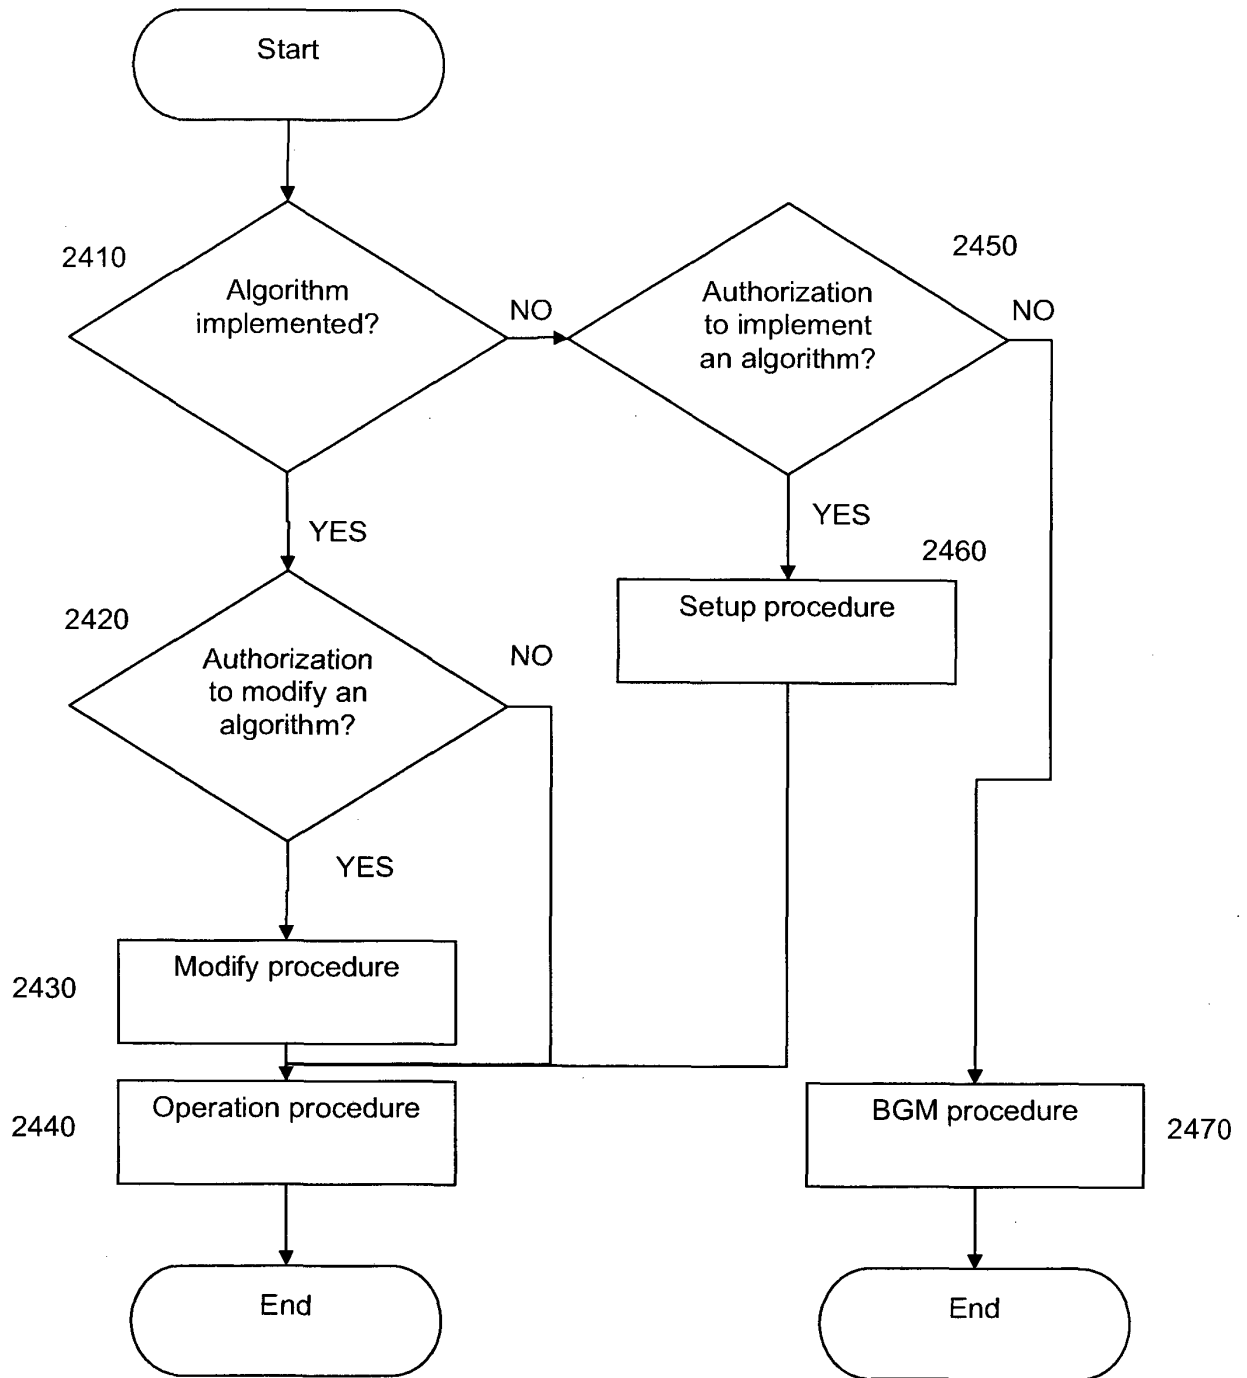 Start
2410
Algorithm
implemented?
NO
2450
Authorization
to implement
an algorithm?
NO
YES
YES
2460
Setup procedure
2420
Authorization
to modify an
algorithm?
NO
YES
2430
Modify procedure
2440
Operation procedure
BGM procedure
2470
End
End